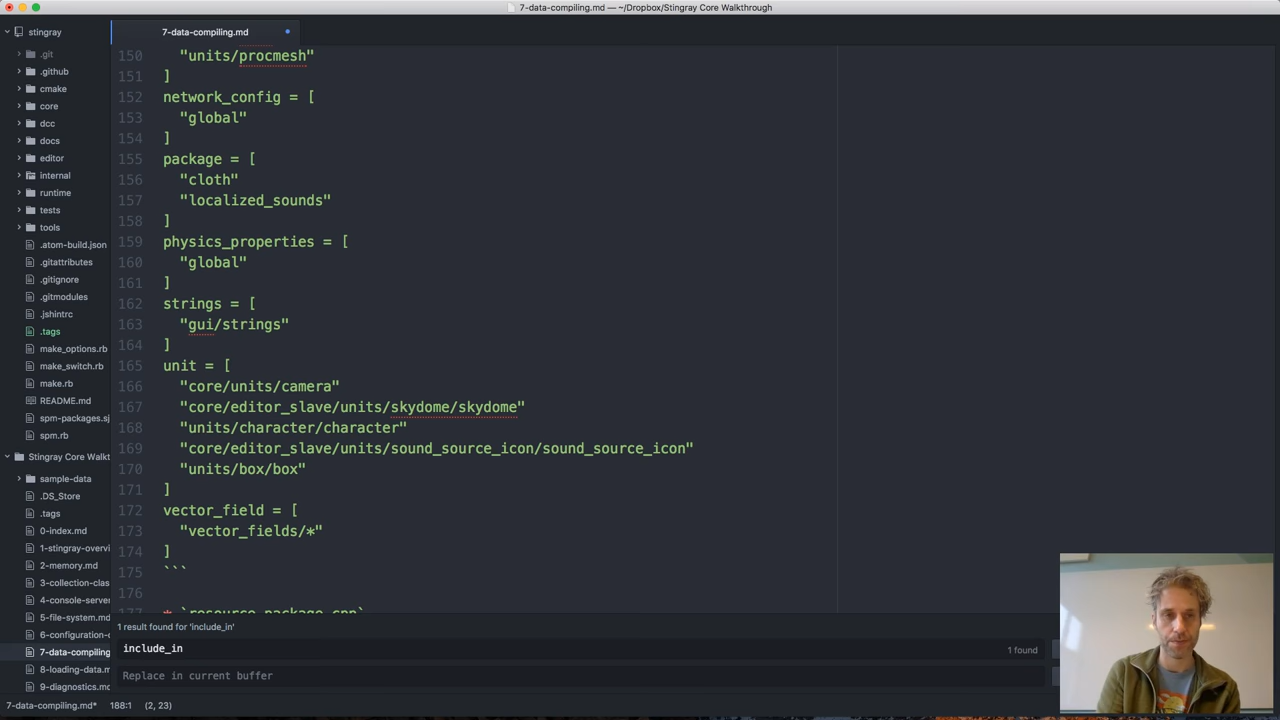 7-data-compiling.md — ~/Dropbox/Stingray Core Walkthrough
stingray
7-data-compiling.md
.git
.github
cmake
core
dcc
docs
editor
internal
runtime
tests
tools
.atom-build.json
.gitattributes
.gitignore
.gitmodules
.jshintrc
.tags
make_options.rb
make_switch.rb
make.rb
README.md
spm-packages.sj
spm.rb
Stingray Core Walkt
sample-data
.DS_Store
.tags
0-index.md
1-stingray-overvi
2-memory.md
3-collection-clas
4-console-server
5-file-system.md
6-configuration-
7-data-compiling
8-loading-data.m
9-diagnostics.md
150 "units/procmesh"
151 ]
152 network_config = [
153 "global"
154 ]
155 package = [
156 "cloth"
157 "localized_sounds"
158 ]
159 physics_properties = [
160 "global"
161 ]
162 strings = [
163 "gui/strings"
164 ]
165 unit = [
166 "core/units/camera"
167 "core/editor_slave/units/skydome/skydome"
168 "units/character/character"
169 "core/editor_slave/units/sound_source_icon/sound_source_icon"
170 "units/box/box"
171 ]
172 vector_field = [
173 "vector_fields/*"
174 ]
175 ```
176
177 * `resource_package.cpp`
1 result found for 'include_in'
include_in 1 found
Replace in current buffer
7-data-compiling.md* 188:1 (2, 23)